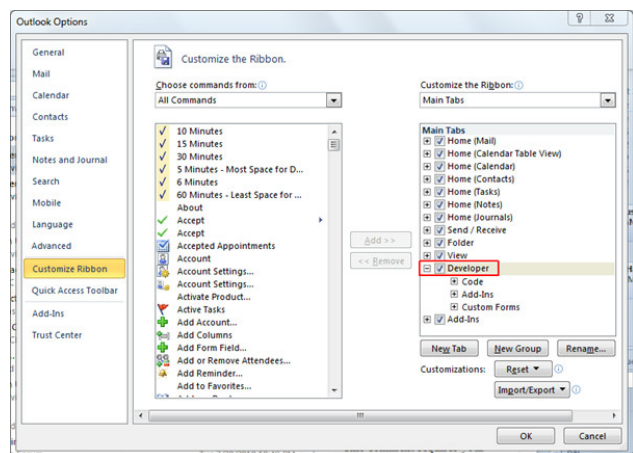 Outlook Options
General
Mail
Calendar
Contacts
Tasks
Notes and Journal
Search
Mobile
Language
Advanced
Customize Ribbon
Quick Access Toolbar
Add-Ins
Trust Center
Customize the Ribbon.
Choose commands from:
All Commands
10 Minutes
15 Minutes
30 Minutes
5 Minutes - Most Space for D...
6 Minutes
60 Minutes - Least Space for ...
About
Accept
Accept
Accepted Appointments
Account
Account Settings...
Account Settings...
Activate Product...
Active Tasks
Add Account...
Add Columns
Add Form Field...
Add or Remove Attendees...
Add Reminder...
Add to Favorites...
Add >>
<< Remove
Customize the Ribbon:
Main Tabs
Main Tabs
Home (Mail)
Home (Calendar Table View)
Home (Calendar)
Home (Contacts)
Home (Tasks)
Home (Notes)
Home (Journals)
Send / Receive
Folder
View
Developer
Code
Add-Ins
Custom Forms
Add-Ins
New Tab
New Group
Rename...
Customizations:
Reset
Import/Export
OK
Cancel